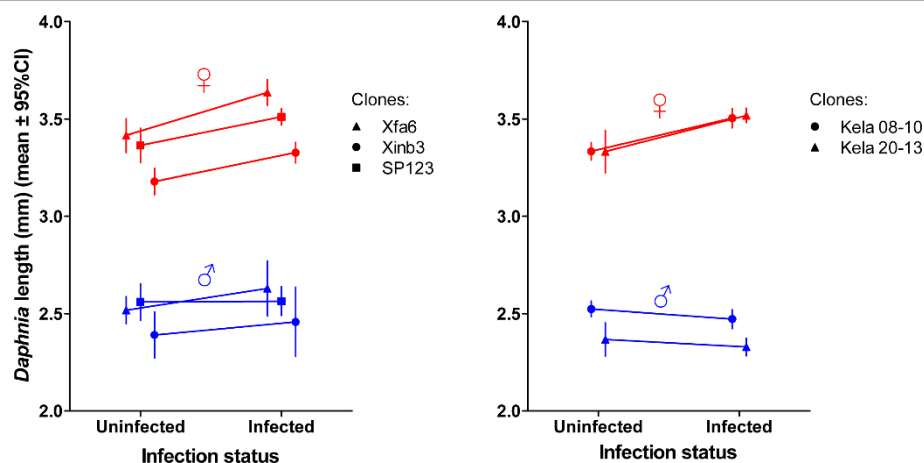 Daphnia length (mm) (mean ± 95%CI)
4.0
3.5
3.0
2.5
2.0
♀
♂
Uninfected Infected
Infection status
Clones:
Xfa6
Xinb3
SP123
4.0
3.5
3.0
2.5
2.0
♀
♂
Uninfected Infected
Infection status
Clones:
Kela 08-10
Kela 20-13